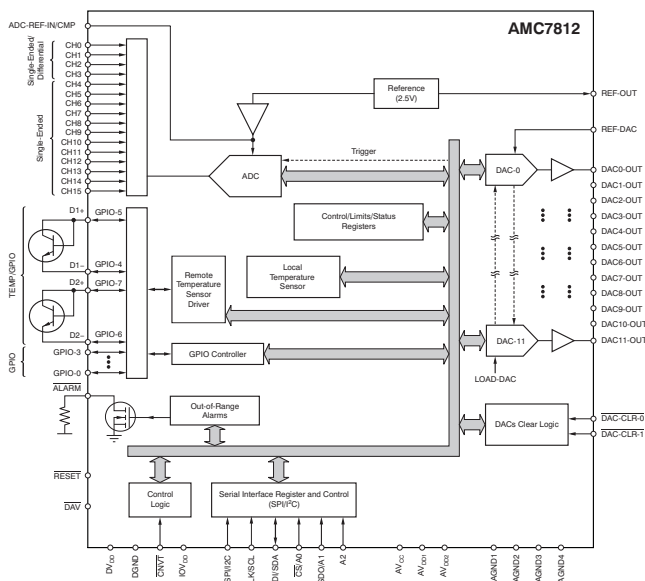 AMC7812
ADC-REF-IN/CMP
Single-Ended/
Differential
CH0
CH1
CH2
CH3
Single-Ended
CH4
CH5
CH6
CH7
CH8
CH9
CH10
CH11
CH12
CH13
CH14
CH15
Reference
(2.5V)
REF-OUT
REF-DAC
Trigger
ADC
DAC-0
DAC0-OUT
DAC1-OUT
DAC2-OUT
DAC3-OUT
DAC4-OUT
DAC5-OUT
DAC6-OUT
DAC7-OUT
DAC8-OUT
DAC9-OUT
DAC10-OUT
DAC11-OUT
Control/Limits/Status
Registers
TEMP/GPIO
D1+
GPIO-5
D1–
GPIO-4
D2+
GPIO-7
D2–
GPIO-6
Remote
Temperature
Sensor
Driver
Local
Temperature
Sensor
DAC-11
LOAD-DAC
GPIO
GPIO-3
GPIO-0
GPIO Controller
ALARM
Out-of-Range
Alarms
DACs Clear Logic
DAC-CLR-0
DAC-CLR-1
RESET
DAV
Control
Logic
Serial Interface Register and Control
(SPI/I²C)
DVDD
DGND
CNVT
IOVDD
SPI/I2C
LK/SCL
DI/SDA
CS/A0
SDO/A1
A2
AVCC
AVDD1
AVDD2
AGND1
AGND2
AGND3
AGND4